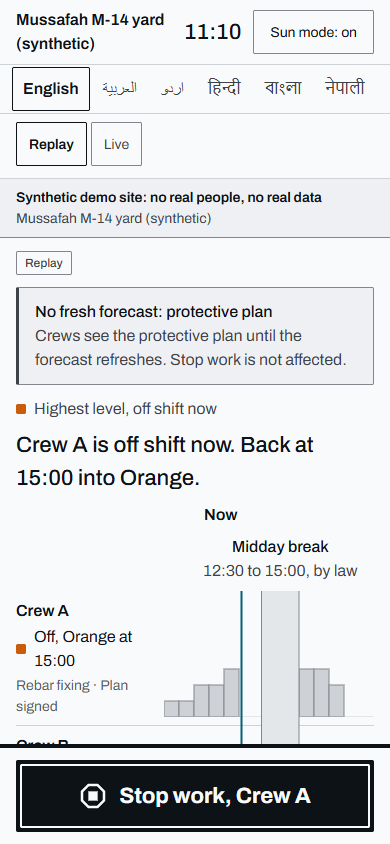 Mussafah M-14 yard
(synthetic)
11:10
Sun mode: on
English
العربية
اردو
हिन्दी
বাংলা
नेपाली
Replay
Live
Synthetic demo site: no real people, no real data
Mussafah M-14 yard (synthetic)
Replay
No fresh forecast: protective plan
Crews see the protective plan until the
forecast refreshes. Stop work is not affected.
Highest level, off shift now
Crew A is off shift now. Back at
15:00 into Orange.
Now
Midday break
12:30 to 15:00, by law
Crew A
Off, Orange at
15:00
Rebar fixing · Plan
signed
Stop work, Crew A